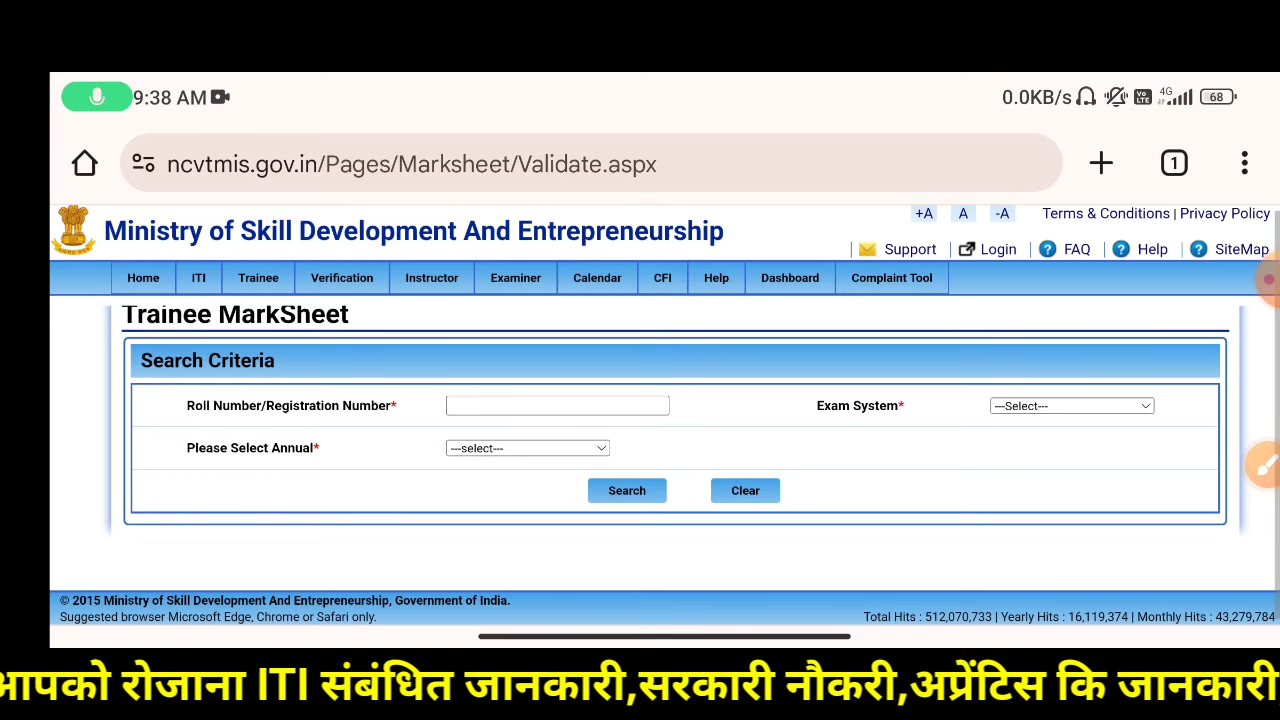 9:38 AM
0.0KB/s Vo LTE 4G 68
ncvtmis.gov.in/Pages/Marksheet/Validate.aspx 1
+A A -A Terms & Conditions | Privacy Policy
Ministry of Skill Development And Entrepreneurship
| Support | Login | FAQ | Help | SiteMap
Home ITI Trainee Verification Instructor Examiner Calendar CFI Help Dashboard Complaint Tool
Trainee MarkSheet
Search Criteria
Roll Number/Registration Number* Exam System* ---Select---
Please Select Annual* ---select---
Search Clear
© 2015 Ministry of Skill Development And Entrepreneurship, Government of India.
Suggested browser Microsoft Edge, Chrome or Safari only.
Total Hits : 512,070,733 | Yearly Hits : 16,119,374 | Monthly Hits : 43,279,784
आपको रोजाना ITI संबंधित जानकारी,सरकारी नौकरी,अप्रेंटिस कि जानकारी